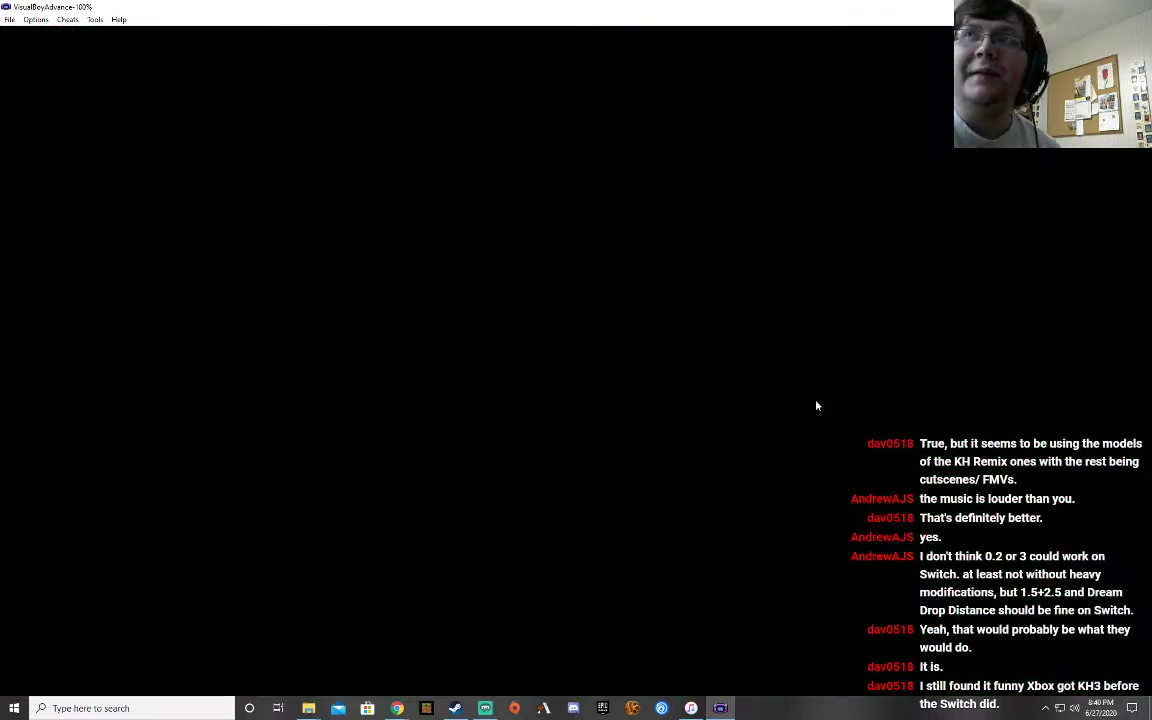 VisualBoyAdvance-100%
File Options Cheats Tools Help
dav0518 True, but it seems to be using the models
of the KH Remix ones with the rest being
cutscenes/ FMVs.
AndrewAJS the music is louder than you.
dav0518 That's definitely better.
AndrewAJS yes.
AndrewAJS I don't think 0.2 or 3 could work on
Switch. at least not without heavy
modifications, but 1.5+2.5 and Dream
Drop Distance should be fine on Switch.
dav0518 Yeah, that would probably be what they
would do.
dav0518 It is.
dav0518 I still found it funny Xbox got KH3 before
the Switch did.
Type here to search
8:40 PM
6/27/2020